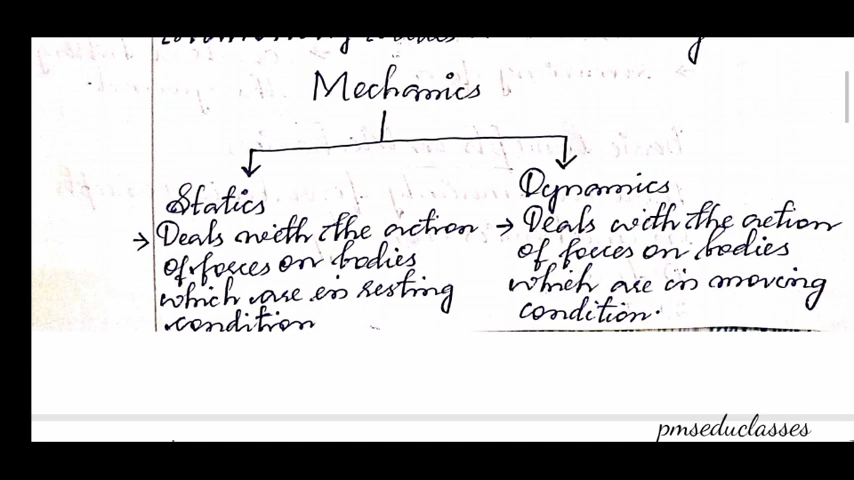 Mechanics
Statics
→ Deals with the action
of forces on bodies
which are in resting
condition
Dynamics
→ Deals with the action
of forces on bodies
which are in moving
condition.
pmseduclasses